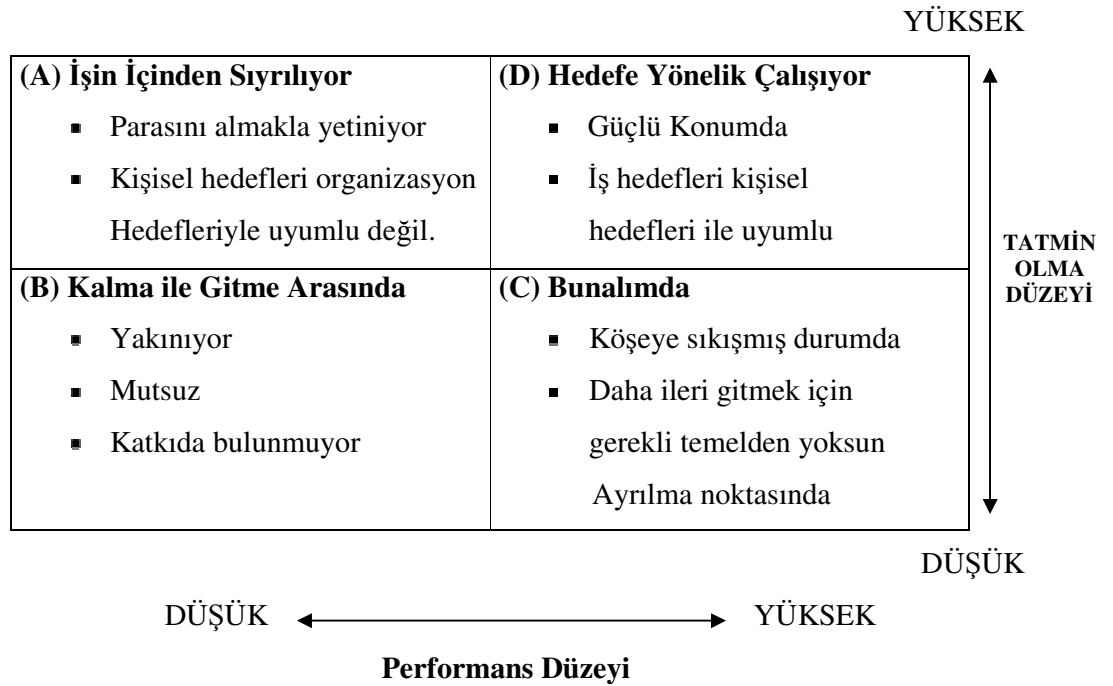 YÜKSEK
(A) İşin İçinden Sıyrılıyor
▪ Parasını almakla yetiniyor
▪ Kişisel hedefleri organizasyon
Hedefleriyle uyumlu değil.
(D) Hedefe Yönelik Çalışıyor
▪ Güçlü Konumda
▪ İş hedefleri kişisel
hedefleri ile uyumlu
(B) Kalma ile Gitme Arasında
▪ Yakınıyor
▪ Mutsuz
▪ Katkıda bulunmuyor
(C) Bunalımda
▪ Köşeye sıkışmış durumda
▪ Daha ileri gitmek için
gerekli temelden yoksun
Ayrılma noktasında
TATMİN
OLMA
DÜZEYİ
DÜŞÜK
DÜŞÜK
YÜKSEK
Performans Düzeyi